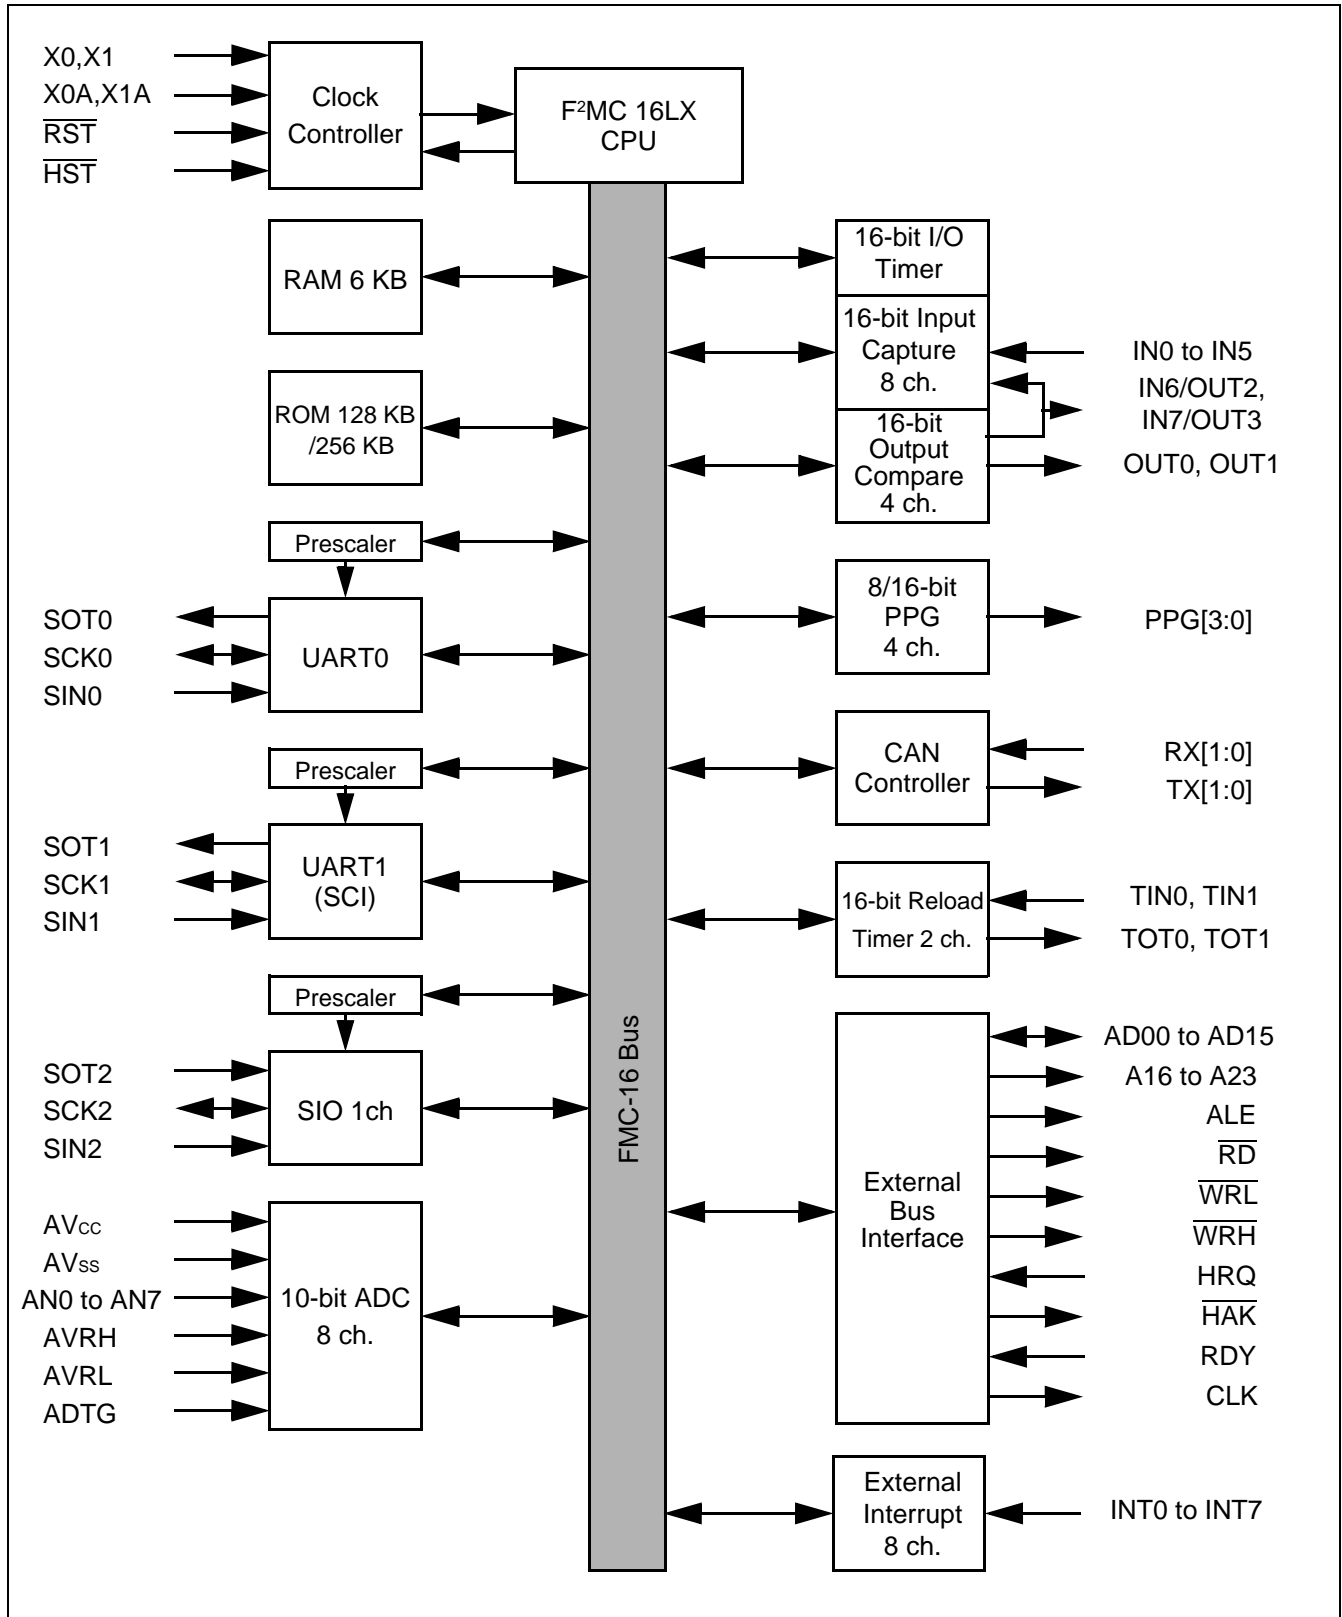 X0,X1
X0A,X1A
RST
HST
Clock
Controller
F²MC 16LX
CPU
RAM 6 KB
ROM 128 KB
/256 KB
Prescaler
SOT0
SCK0
SIN0
UART0
Prescaler
SOT1
SCK1
SIN1
UART1
(SCI)
Prescaler
SOT2
SCK2
SIN2
SIO 1ch
AVCC
AVSS
AN0 to AN7
AVRH
AVRL
ADTG
10-bit ADC
8 ch.
FMC-16 Bus
16-bit I/O
Timer
16-bit Input
Capture
8 ch.
16-bit
Output
Compare
4 ch.
IN0 to IN5
IN6/OUT2,
IN7/OUT3
OUT0, OUT1
8/16-bit
PPG
4 ch.
PPG[3:0]
CAN
Controller
RX[1:0]
TX[1:0]
16-bit Reload
Timer 2 ch.
TIN0, TIN1
TOT0, TOT1
External
Bus
Interface
AD00 to AD15
A16 to A23
ALE
RD
WRL
WRH
HRQ
HAK
RDY
CLK
External
Interrupt
8 ch.
INT0 to INT7